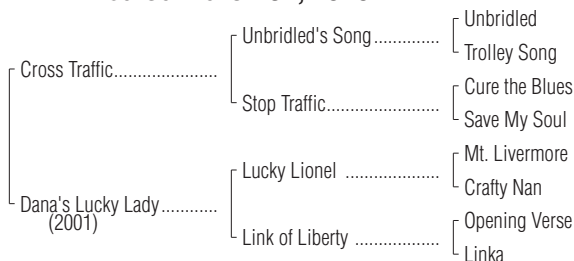 Unbridled
Unbridled's Song..............
Trolley Song
Cross Traffic......................
Cure the Blues
Stop Traffic........................
Save My Soul
Mt. Livermore
Lucky Lionel ....................
Crafty Nan
Dana's Lucky Lady............
(2001)
Opening Verse
Link of Liberty ..................
Linka